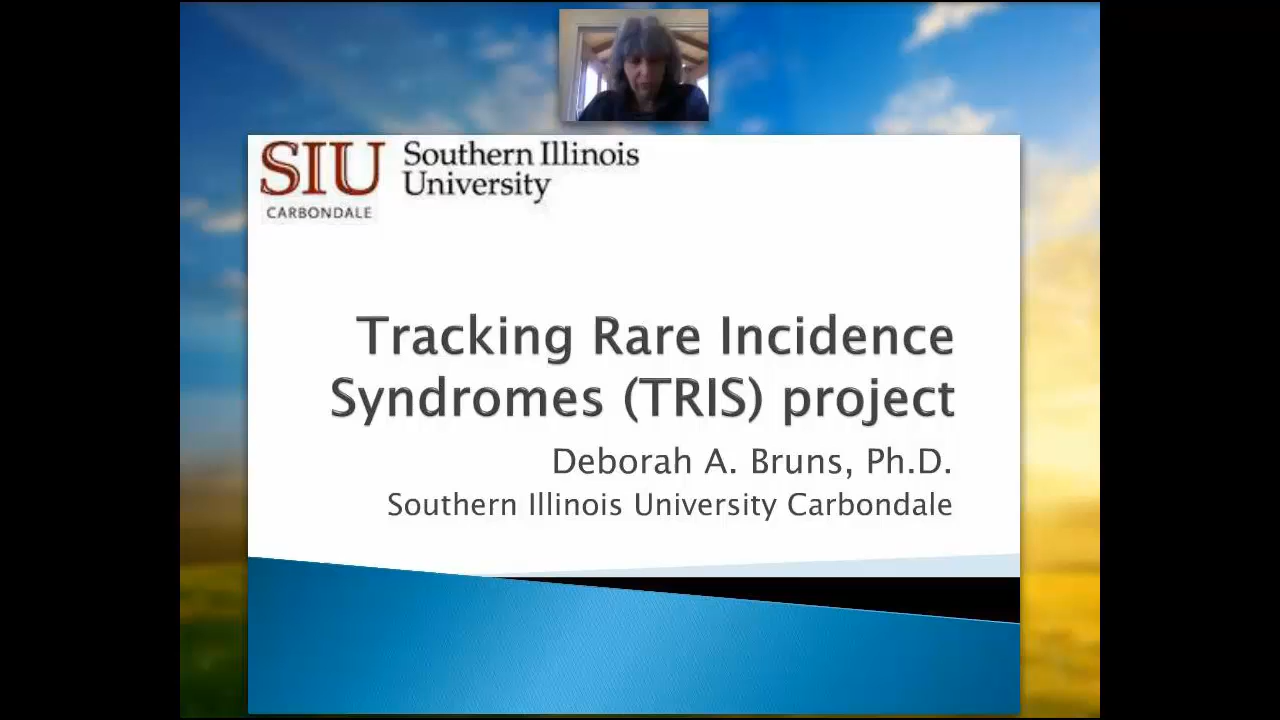 SIU Southern Illinois
University
CARBONDALE
Tracking Rare Incidence
Syndromes (TRIS) project
Deborah A. Bruns, Ph.D.
Southern Illinois University Carbondale